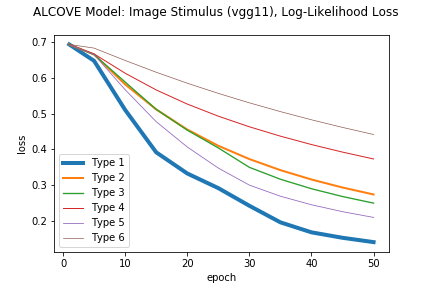 ALCOVE Model: Image Stimulus (vgg11), Log-Likelihood Loss
0.7
0.6
0.5
0.4
0.3
0.2
loss
Type 1
Type 2
Type 3
Type 4
Type 5
Type 6
0 10 20 30 40 50
epoch